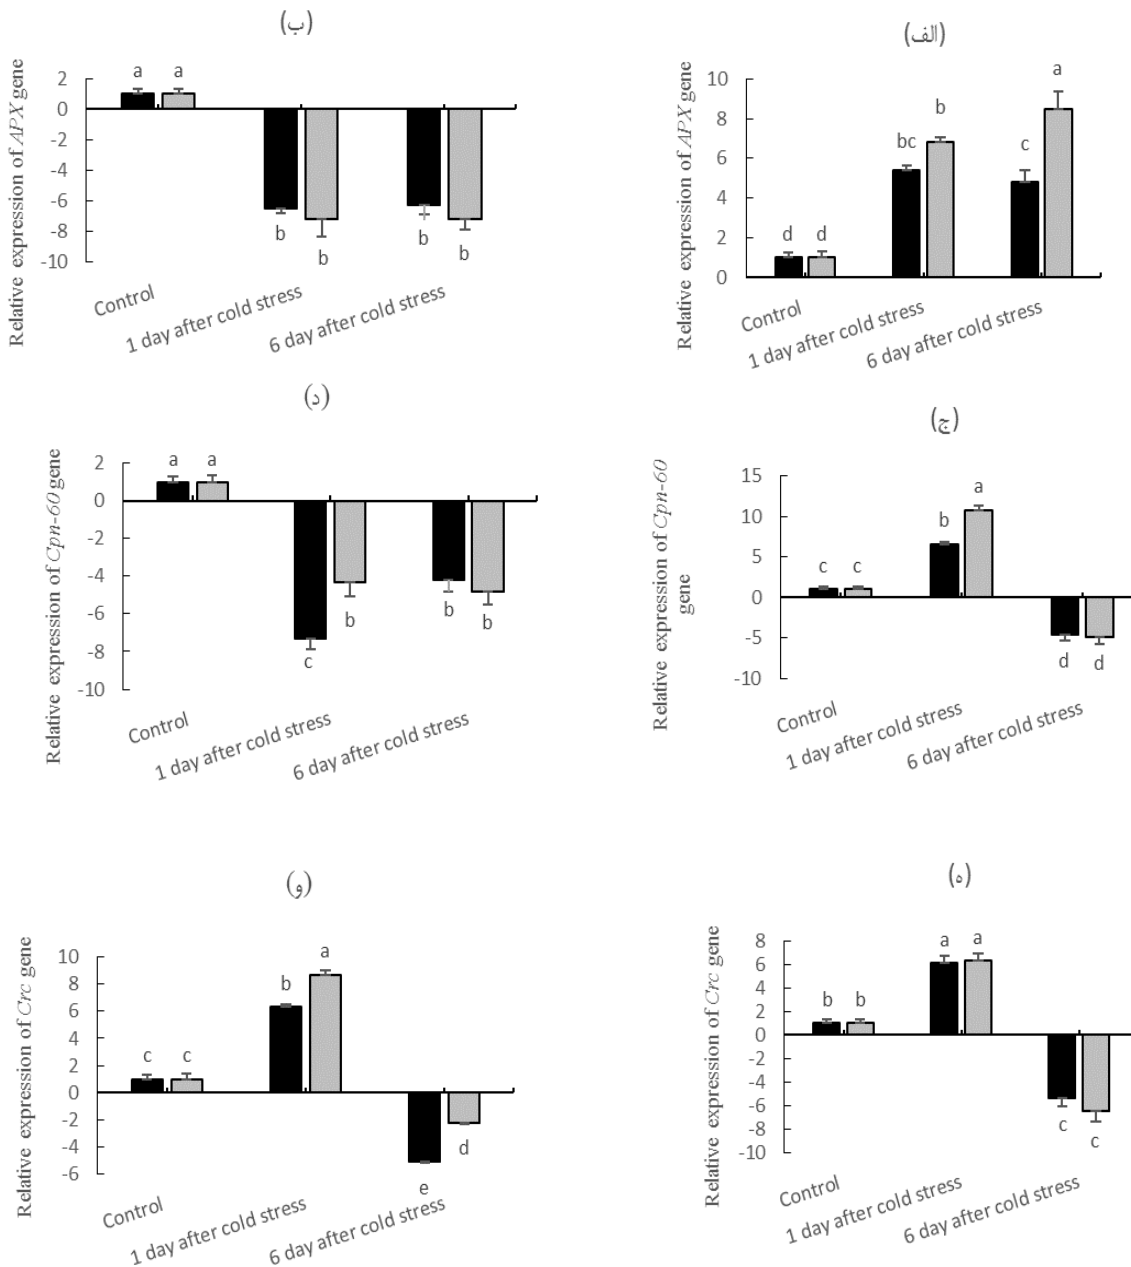 (الف)
Relative expression of APX gene
10
8
6
4
2
0
a
b
bc
c
d d
Control
1 day after cold stress
6 day after cold stress
(ب)
Relative expression of APX gene
2
0
-2
-4
-6
-8
-10
a a
b
b
b
b
Control
1 day after cold stress
6 day after cold stress
(ج)
Relative expression of Cpn-60
gene
15
10
5
0
-5
-10
a
b
c c
d d
Control
1 day after cold stress
6 day after cold stress
(د)
Relative expression of Cpn-60 gene
2
0
-2
-4
-6
-8
-10
a a
b
b b
c
Control
1 day after cold stress
6 day after cold stress
(ه)
Relative expression of Crc gene
8
6
4
2
0
-2
-4
-6
-8
-10
a a
b b
c
c
Control
1 day after cold stress
6 day after cold stress
(و)
Relative expression of Crc gene
10
8
6
4
2
0
-2
-4
-6
a
b
c c
d
e
Control
1 day after cold stress
6 day after cold stress